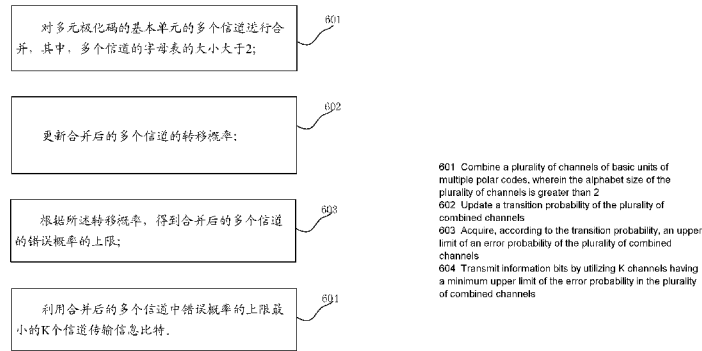 对多元极化码的基本单元的多个信道进行合
并，其中，多个信道的字母表的大小大于2；
601
更新合并后的多个信道的转移概率；
602
根据所述转移概率，得到合并后的多个信道
的错误概率的上限；
603
利用合并后的多个信道中错误概率的上限最
小的K个信道传输信息比特．
604
601 Combine a plurality of channels of basic units of
multiple polar codes, wherein the alphabet size of the
plurality of channels is greater than 2
602 Update a transition probability of the plurality of
combined channels
603 Acquire, according to the transition probability, an upper
limit of an error probability of the plurality of combined
channels
604 Transmit information bits by utilizing K channels having
a minimum upper limit of the error probability in the plurality
of combined channels